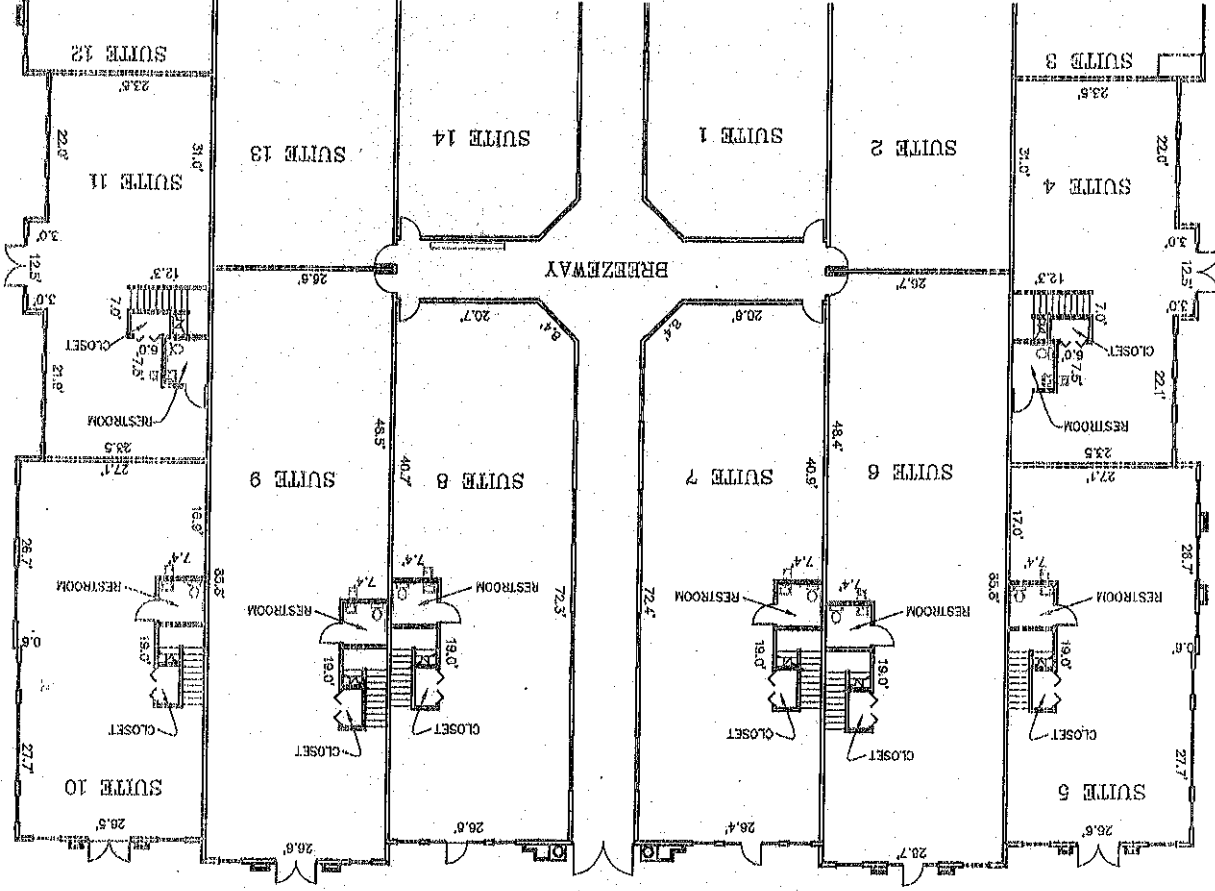 28.7'
26.6'
26.6'
26.4'
26.6'
26.5'
SUITE 5
SUITE 10
27.7'
27.7'
CLOSET
CLOSET
CLOSET
CLOSET
CLOSET
CLOSET
19.0'
19.0'
19.0'
19.0'
19.0'
19.0'
0.6'
0.6'
RESTROOM
RESTROOM
RESTROOM
RESTROOM
RESTROOM
RESTROOM
72.4'
72.3'
7.4'
7.4'
7.4'
7.4'
7.4'
7.4'
26.7'
26.7'
85.8'
85.8'
17.0'
16.9'
SUITE 6
SUITE 7
SUITE 8
SUITE 9
27.1'
27.1'
23.5
23.5
40.9'
40.7'
48.4'
48.5'
RESTROOM
RESTROOM
22.1'
21.9'
7.5'
7.5'
6.0'
6.0'
CLOSET
CLOSET
8.4'
8.4'
7.0'
7.0'
20.8'
20.7'
3.0'
3.0'
12.3'
12.3'
26.7'
26.6'
12.5'
12.5'
BREEZEWAY
3.0'
3.0'
SUITE 4
SUITE 2
SUITE 1
SUITE 14
SUITE 13
SUITE 11
31.0'
31.0'
22.0'
22.0'
23.6'
23.6'
SUITE 3
SUITE 12